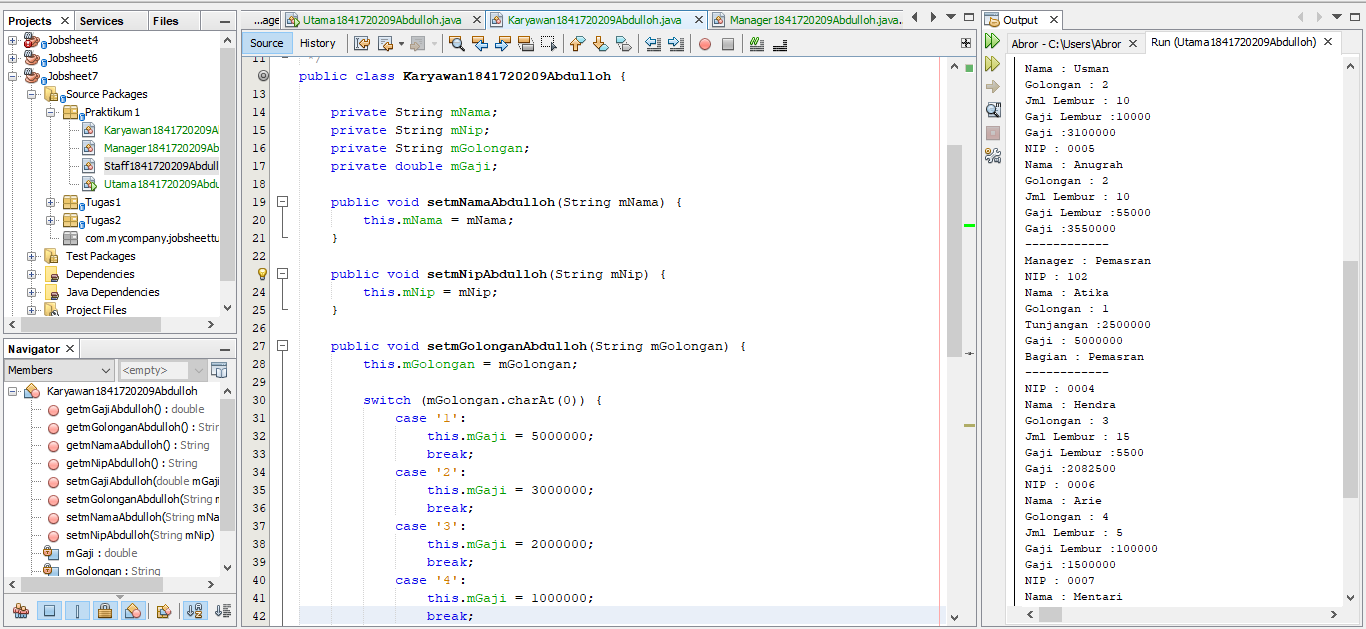 Projects
Services
Files
Jobsheet4
Jobsheet6
Jobsheet7
Source Packages
Praktikum1
Karyawan1841720209A
Manager1841720209Ab
Staff1841720209Abdull
Utama1841720209Abdu
Tugas1
Tugas2
com.mycompany.jobsheettu
Test Packages
Dependencies
Java Dependencies
Project Files
Navigator
Members
<empty>
Karyawan1841720209Abdulloh
getmGajiAbdulloh() : double
getmGolonganAbdulloh() : Strin
getmNamaAbdulloh() : String
getmNipAbdulloh() : String
setmGajiAbdulloh(double mGaji
setmGolonganAbdulloh(String m
setmNamaAbdulloh(String mNa
setmNipAbdulloh(String mNip)
mGaji : double
mGolongan : String
...age
Utama1841720209Abdulloh.java
Karyawan1841720209Abdulloh.java
Manager1841720209Abdulloh.java
Source
History
11 */
public class Karyawan1841720209Abdulloh {
13
14 private String mNama;
15 private String mNip;
16 private String mGolongan;
17 private double mGaji;
18
19 public void setmNamaAbdulloh(String mNama) {
20 this.mNama = mNama;
21 }
22
public void setmNipAbdulloh(String mNip) {
24 this.mNip = mNip;
25 }
26
27 public void setmGolonganAbdulloh(String mGolongan) {
28 this.mGolongan = mGolongan;
29
30 switch (mGolongan.charAt(0)) {
31 case '1':
32 this.mGaji = 5000000;
33 break;
34 case '2':
35 this.mGaji = 3000000;
36 break;
37 case '3':
38 this.mGaji = 2000000;
39 break;
40 case '4':
41 this.mGaji = 1000000;
42 break;
Output
Abror - C:\Users\Abror
Run (Utama1841720209Abdulloh)
Nama : Usman
Golongan : 2
Jml Lembur : 10
Gaji Lembur :10000
Gaji :3100000
NIP : 0005
Nama : Anugrah
Golongan : 2
Jml Lembur : 10
Gaji Lembur :55000
Gaji :3550000
------------
Manager : Pemasran
NIP : 102
Nama : Atika
Golongan : 1
Tunjangan :2500000
Gaji : 5000000
Bagian : Pemasran
------------
NIP : 0004
Nama : Hendra
Golongan : 3
Jml Lembur : 15
Gaji Lembur :5500
Gaji :2082500
NIP : 0006
Nama : Arie
Golongan : 4
Jml Lembur : 5
Gaji Lembur :100000
Gaji :1500000
NIP : 0007
Nama : Mentari